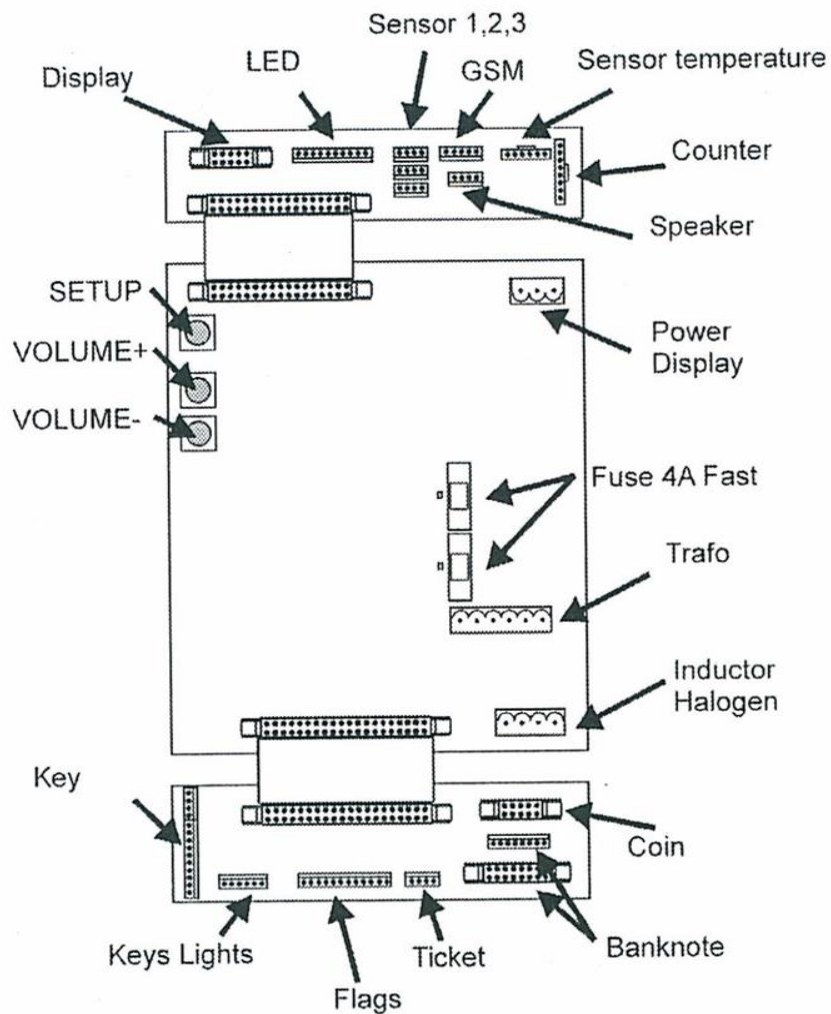 Sensor 1,2,3
LED
GSM
Sensor temperature
Display
Counter
Speaker
SETUP
Power
Display
VOLUME+
VOLUME-
Fuse 4A Fast
Trafo
Inductor
Halogen
Key
Coin
Keys Lights
Ticket
Banknote
Flags